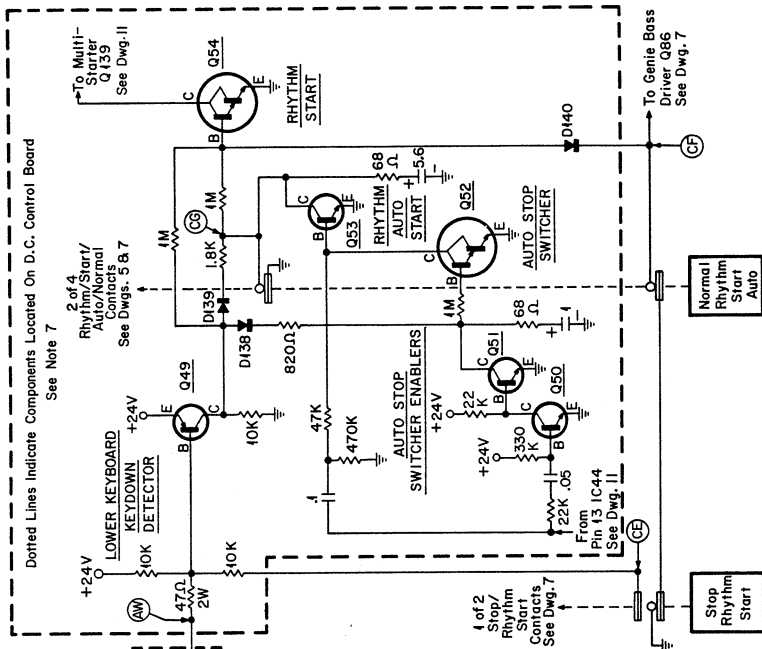 Dotted Lines Indicate Components Located On D.C. Control Board
See Note 7
To Multi-
Starter
Q139
See Dwg. 11
C
Q54
B
E
RHYTHM
START
1M
1M
CG
1.8K
D139
2 of 4
Rhythm/Start/
Auto/Normal
Contacts
See Dwgs. 5 & 7
D138
820Ω
+24V
E
Q49
B
C
10K
LOWER KEYBOARD
KEYDOWN
DETECTOR
+24V
10K
10K
47Ω
2W
AW
C
B
E
Q53
RHYTHM
AUTO
START
68
Ω
+
5.6
-
47K
470K
.1
C
Q52
B
E
AUTO STOP
SWITCHER
1M
68
Ω
+
.1
-
AUTO STOP
SWITCHER ENABLERS
+24V
22
K
C
Q51
B
E
+24V
330
K
C
Q50
B
E
.05
22K
From
Pin 13 IC44
See Dwg. 11
D140
To Genie Bass
Driver Q86
See Dwg. 7
CF
Normal
Rhythm
Start
Auto
CE
1 of 2
Stop/
Rhythm
Start
Contacts
See Dwg. 7
Stop
Rhythm
Start